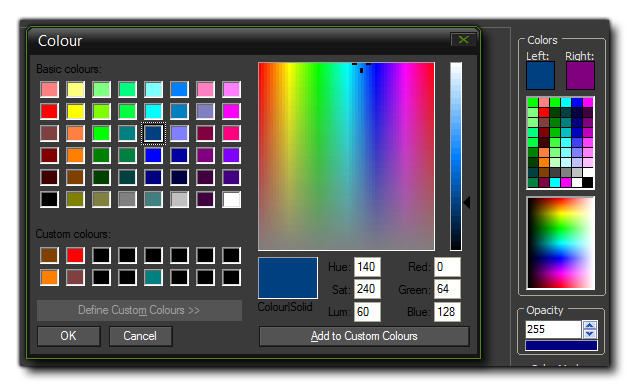 Colour
Basic colours:
Custom colours:
Define Custom Colours >>
OK Cancel
Colour|Solid
Hue: 140 Red: 0
Sat: 240 Green: 64
Lum: 60 Blue: 128
Add to Custom Colours
Colors
Left: Right:
Opacity
255